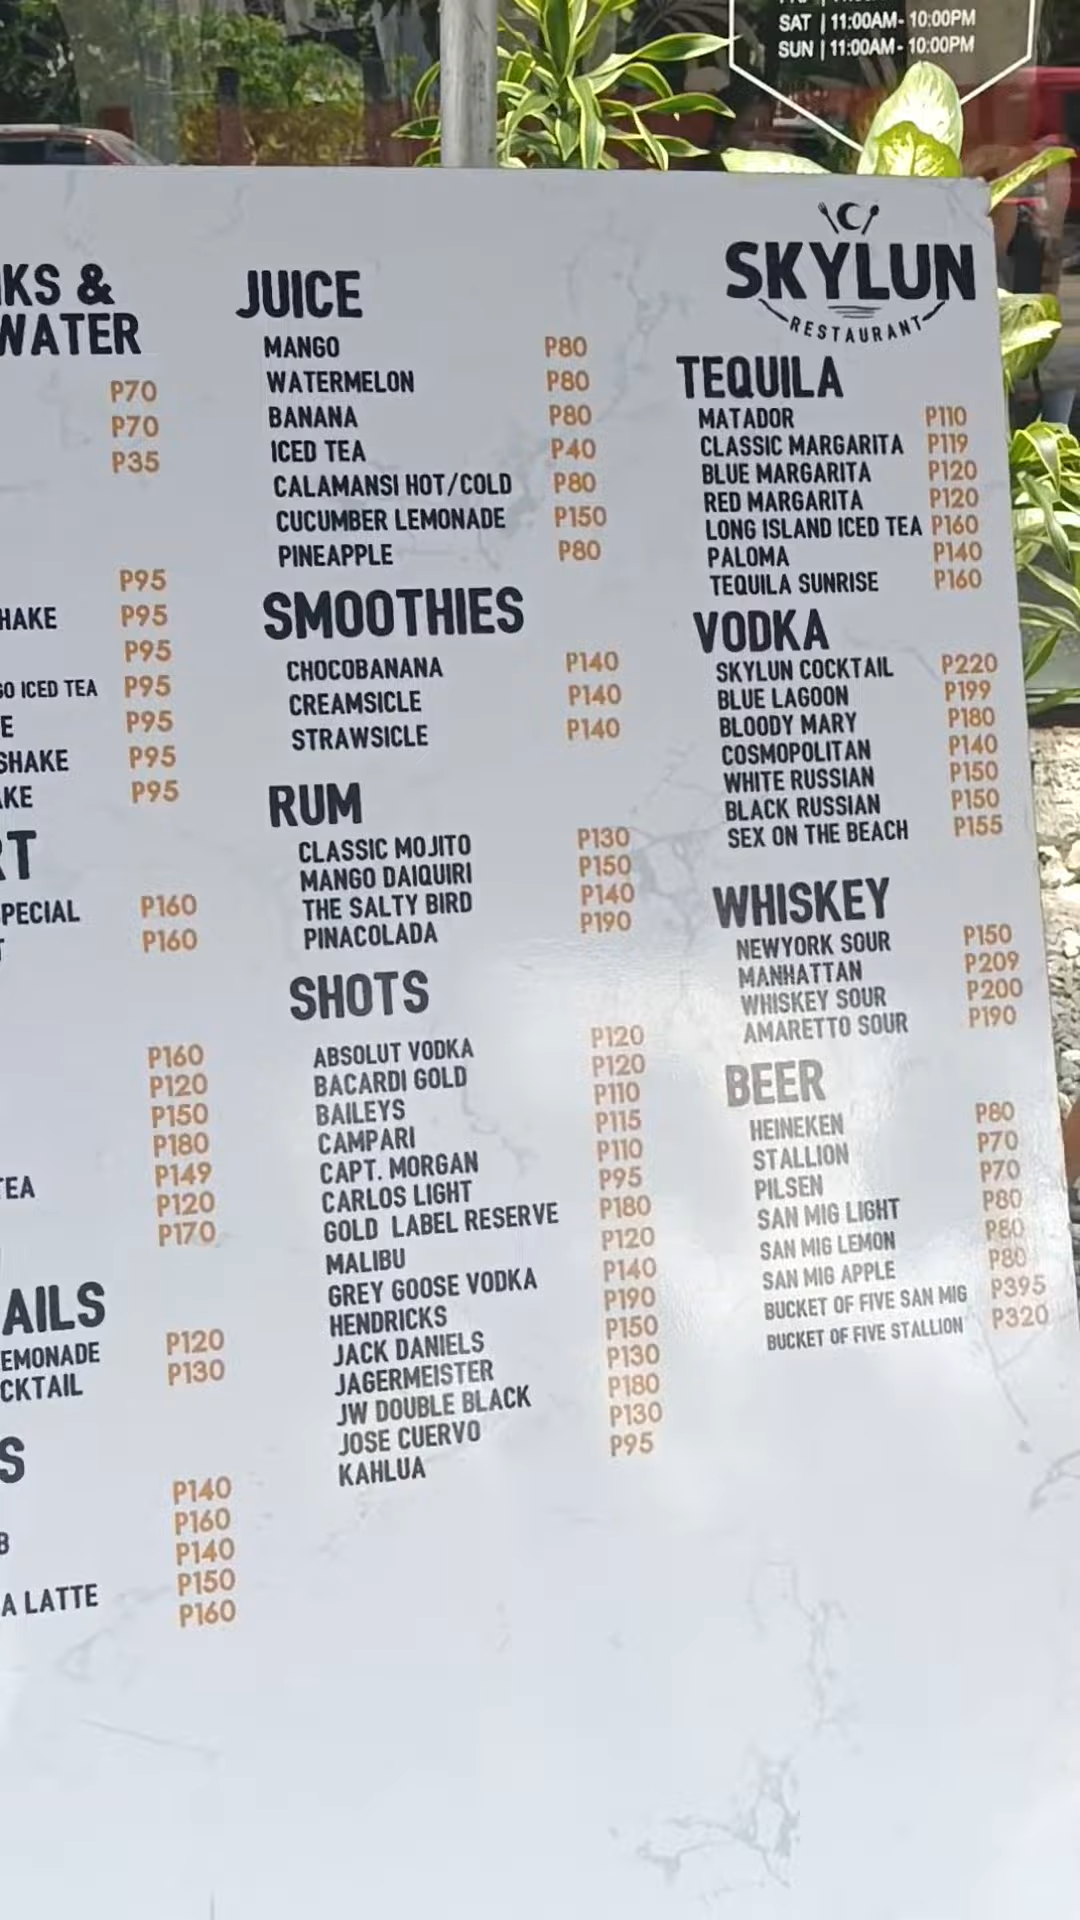 SAT | 11:00AM- 10:00PM
SUN | 11:00AM- 10:00PM
SKYLUN
RESTAURANT
KS &
WATER
P70
P70
P35
P95
HAKE P95
P95
O ICED TEA P95
E P95
SHAKE P95
KE P95
RT
PECIAL P160
T P160
P160
P120
P150
P180
P149
TEA P120
P170
AILS
EMONADE P120
CKTAIL P130
S
P140
P160
B P140
P150
A LATTE P160
JUICE
MANGO P80
WATERMELON P80
BANANA P80
ICED TEA P40
CALAMANSI HOT/COLD P80
CUCUMBER LEMONADE P150
PINEAPPLE P80
SMOOTHIES
CHOCOBANANA P140
CREAMSICLE P140
STRAWSICLE P140
RUM
CLASSIC MOJITO P130
MANGO DAIQUIRI P150
THE SALTY BIRD P140
PINACOLADA P190
SHOTS
ABSOLUT VODKA P120
BACARDI GOLD P120
BAILEYS P110
CAMPARI P115
CAPT. MORGAN P110
CARLOS LIGHT P95
GOLD LABEL RESERVE P180
MALIBU P120
GREY GOOSE VODKA P140
HENDRICKS P190
JACK DANIELS P150
JAGERMEISTER P130
JW DOUBLE BLACK P180
JOSE CUERVO P130
KAHLUA P95
TEQUILA
MATADOR P110
CLASSIC MARGARITA P119
BLUE MARGARITA P120
RED MARGARITA P120
LONG ISLAND ICED TEA P160
PALOMA P140
TEQUILA SUNRISE P160
VODKA
SKYLUN COCKTAIL P220
BLUE LAGOON P199
BLOODY MARY P180
COSMOPOLITAN P140
WHITE RUSSIAN P150
BLACK RUSSIAN P150
SEX ON THE BEACH P155
WHISKEY
NEWYORK SOUR P150
MANHATTAN P209
WHISKEY SOUR P200
AMARETTO SOUR P190
BEER
HEINEKEN P80
STALLION P70
PILSEN P70
SAN MIG LIGHT P80
SAN MIG LEMON P80
SAN MIG APPLE P80
BUCKET OF FIVE SAN MIG P395
BUCKET OF FIVE STALLION P320